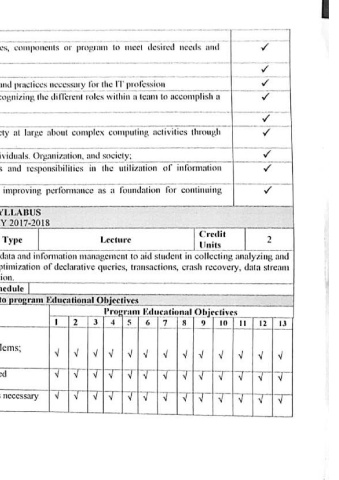 es, components or program to meet desired needs and ✓
✓
and practices necessary for the IT profession ✓
cognizing the different roles within a team to accomplish a ✓
✓
ety at large about complex computing activities through ✓
viduals. Organization, and society; ✓
s and responsibilities in the utilization of information ✓
improving performance as a foundation for continuing ✓
YLLABUS
Y 2017-2018
Type Lecture Credit Units 2
data and information management to aid student in collecting analyzing and
ptimization of declarative queries, transactions, crash recovery, data stream
ion.
hedule
to program Educational Objectives
Program Educational Objectives
1 2 3 4 5 6 7 8 9 10 11 12 13
lems; √ √ √ √ √ √ √ √ √ √ √ √ √
ed √ √ √ √ √ √ √ √ √ √ √ √ √
necessary √ √ √ √ √ √ √ √ √ √ √ √ √